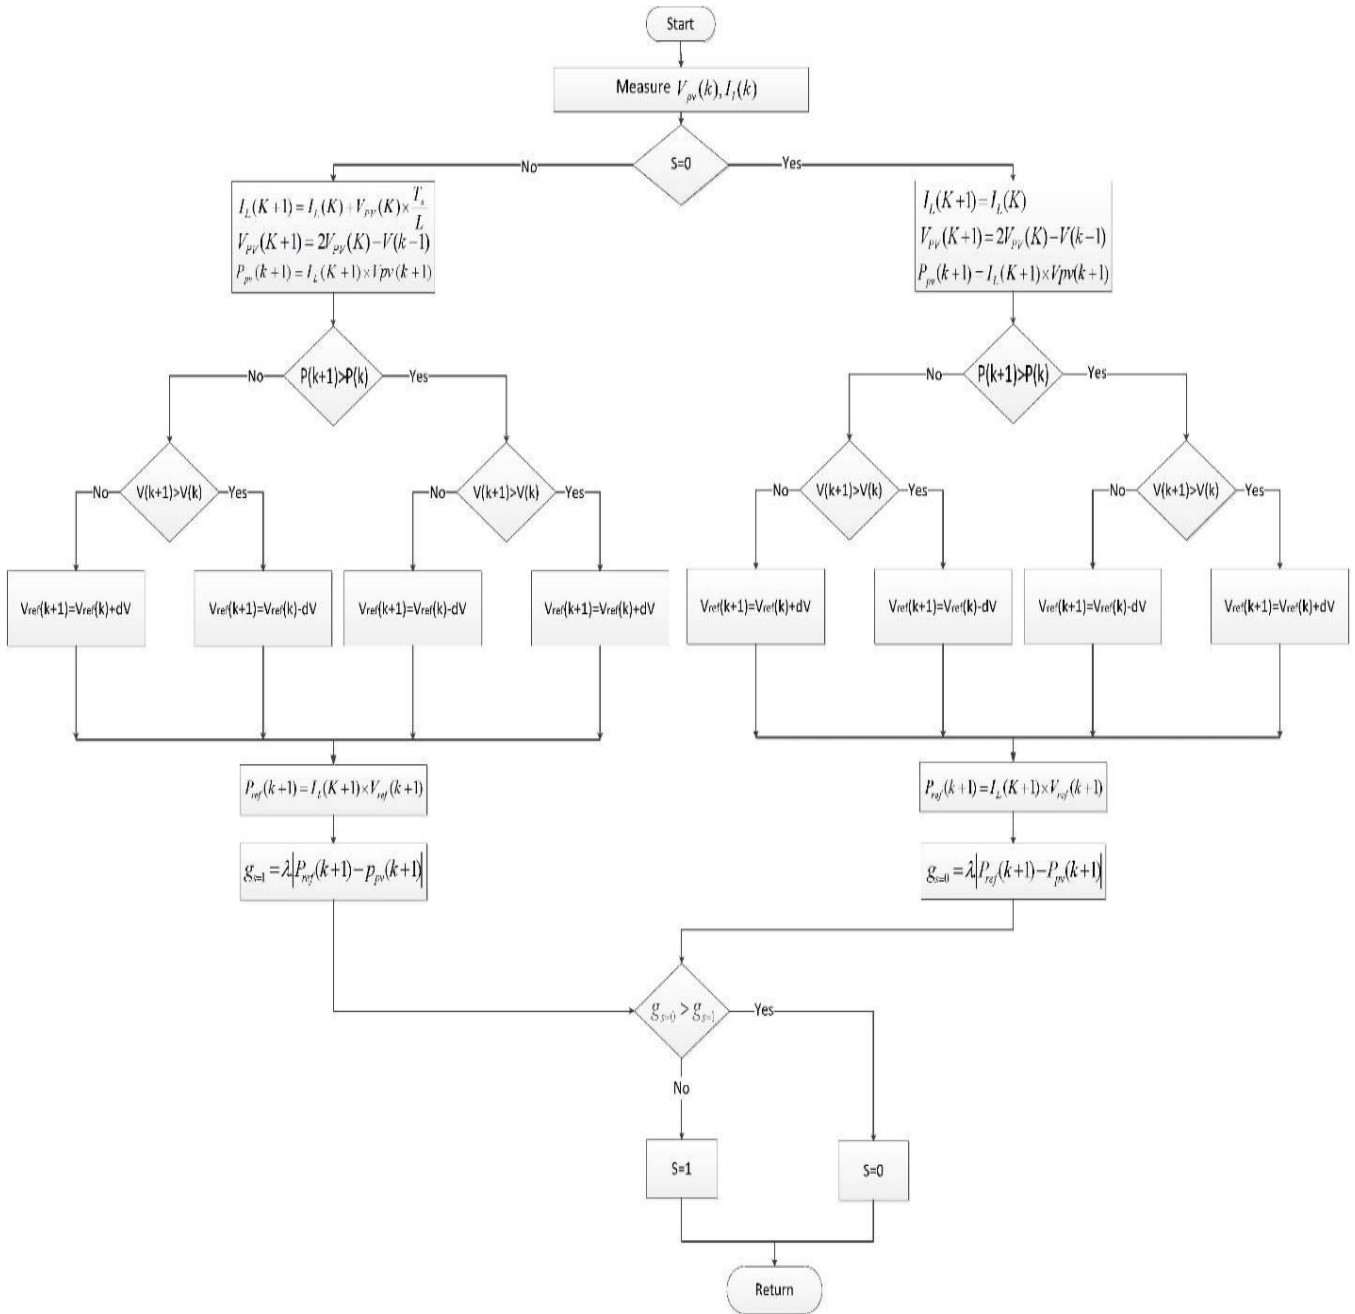 Start
Measure V_pv(k), I_l(k)
S=0
No
Yes
I_L(K+1)=I_L(K)+V_PV(K)×T_s/L
V_PV(K+1)=2V_PV(K)−V(k−1)
P_pv(k+1)=I_L(K+1)×Vpv(k+1)
I_L(K+1)=I_L(K)
V_PV(K+1)=2V_PV(K)−V(k−1)
P_pv(k+1)=I_L(K+1)×Vpv(k+1)
No
P(k+1)>P(k)
Yes
No
P(k+1)>P(k)
Yes
No
V(k+1)>V(k)
Yes
No
V(k+1)>V(k)
Yes
No
V(k+1)>V(k)
Yes
No
V(k+1)>V(k)
Yes
Vref(k+1)=Vref(k)+dV
Vref(k+1)=Vref(k)-dV
Vref(k+1)=Vref(k)-dV
Vref(k+1)=Vref(k)+dV
Vref(k+1)=Vref(k)+dV
Vref(k+1)=Vref(k)-dV
Vref(k+1)=Vref(k)-dV
Vref(k+1)=Vref(k)+dV
P_ref(k+1)=I_L(K+1)×V_ref(k+1)
P_ref(k+1)=I_L(K+1)×V_ref(k+1)
g_s=1=λ|P_ref(k+1)−p_pv(k+1)|
g_s=0=λ|P_ref(k+1)−P_pv(k+1)|
g_s=0>g_s=1
Yes
No
S=1
S=0
Return